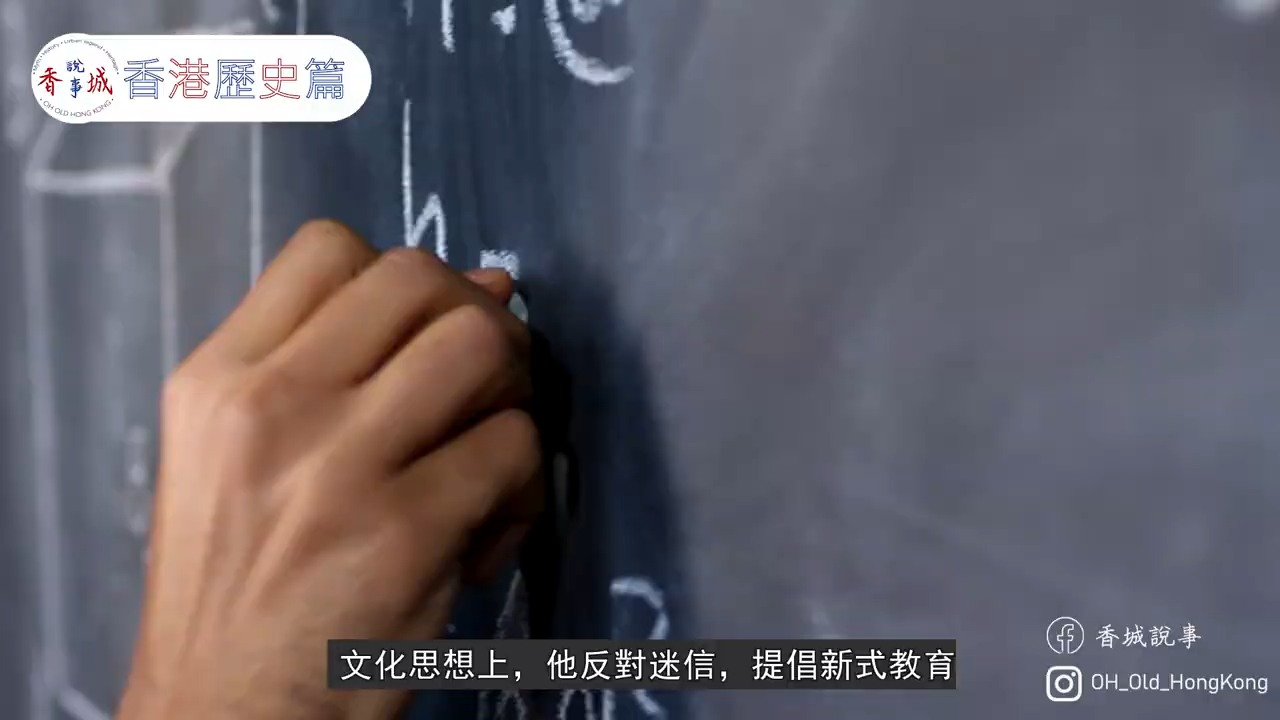 香城說事
OH OLD HONG KONG
香港歷史篇
h
文化思想上，他反對迷信，提倡新式教育
香城說事
OH_Old_HongKong